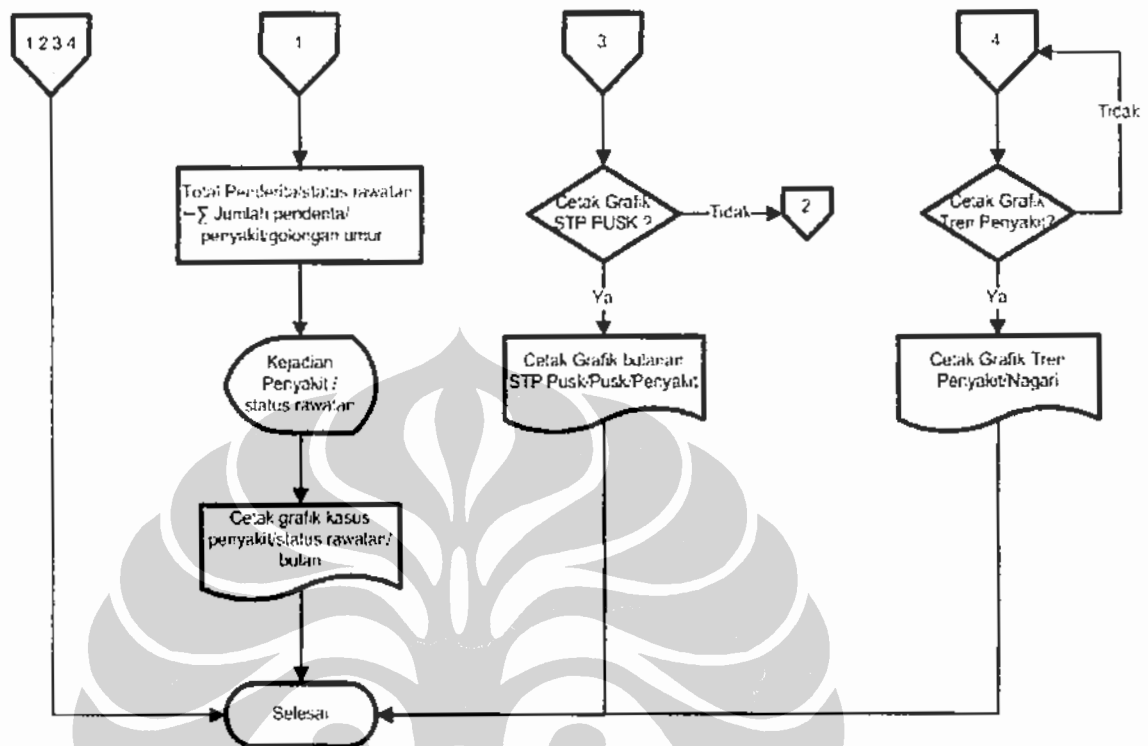 1 2 3 4
1
3
4
Tidak
Total Penderita/status rawatan
=∑ Jumlah penderita/
penyakit/golongan umur
Cetak Grafik
STP PUSK ?
Tidak
2
Cetak Grafik
Tren Penyakit?
Ya
Ya
Kejadian
Penyakit /
status rawatan
Cetak Grafik bulanan
STP Pusk/Pusk/Penyakit
Cetak Grafik Tren
Penyakit/Nagari
Cetak grafik kasus
penyakit/status rawatan/
bulan
Selesai